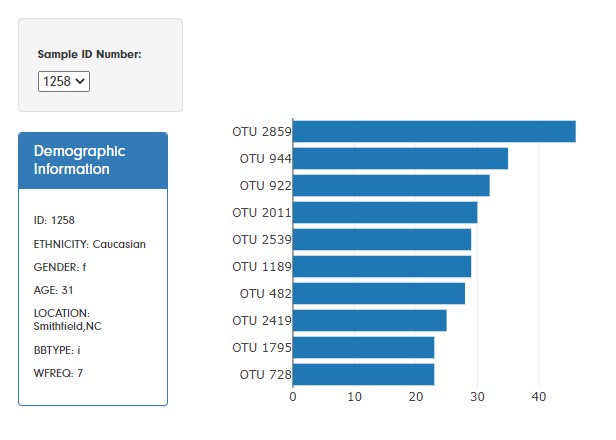 Sample ID Number:
1258
Demographic
Information
ID: 1258
ETHNICITY: Caucasian
GENDER: f
AGE: 31
LOCATION:
Smithfield,NC
BBTYPE: i
WFREQ: 7
OTU 2859
OTU 944
OTU 922
OTU 2011
OTU 2539
OTU 1189
OTU 482
OTU 2419
OTU 1795
OTU 728
0 10 20 30 40